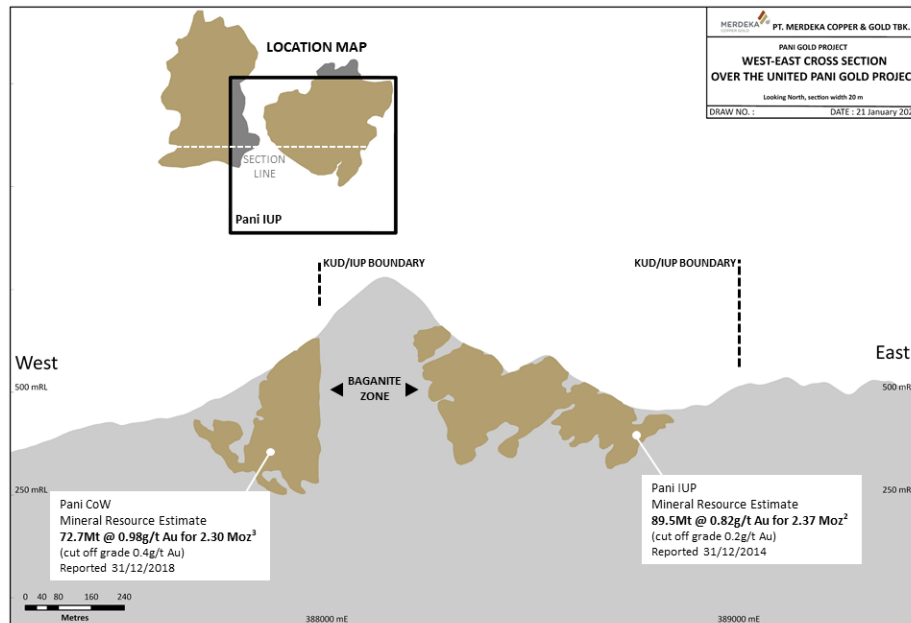 LOCATION MAP
SECTION
LINE
Pani IUP
MERDEKA
COPPER GOLD
PT. MERDEKA COPPER & GOLD TBK.
PANI GOLD PROJECT
WEST-EAST CROSS SECTION
OVER THE UNITED PANI GOLD PROJECT
Looking North, section width 20 m
DRAW NO. : DATE : 21 January 202
KUD/IUP BOUNDARY
KUD/IUP BOUNDARY
West
East
500 mRL
500 mRL
BAGANITE
ZONE
250 mRL
250 mRL
Pani CoW
Mineral Resource Estimate
72.7Mt @ 0.98g/t Au for 2.30 Moz³
(cut off grade 0.4g/t Au)
Reported 31/12/2018
Pani IUP
Mineral Resource Estimate
89.5Mt @ 0.82g/t Au for 2.37 Moz²
(cut off grade 0.2g/t Au)
Reported 31/12/2014
0 40 80 160 240
Metres
388000 mE
389000 mE